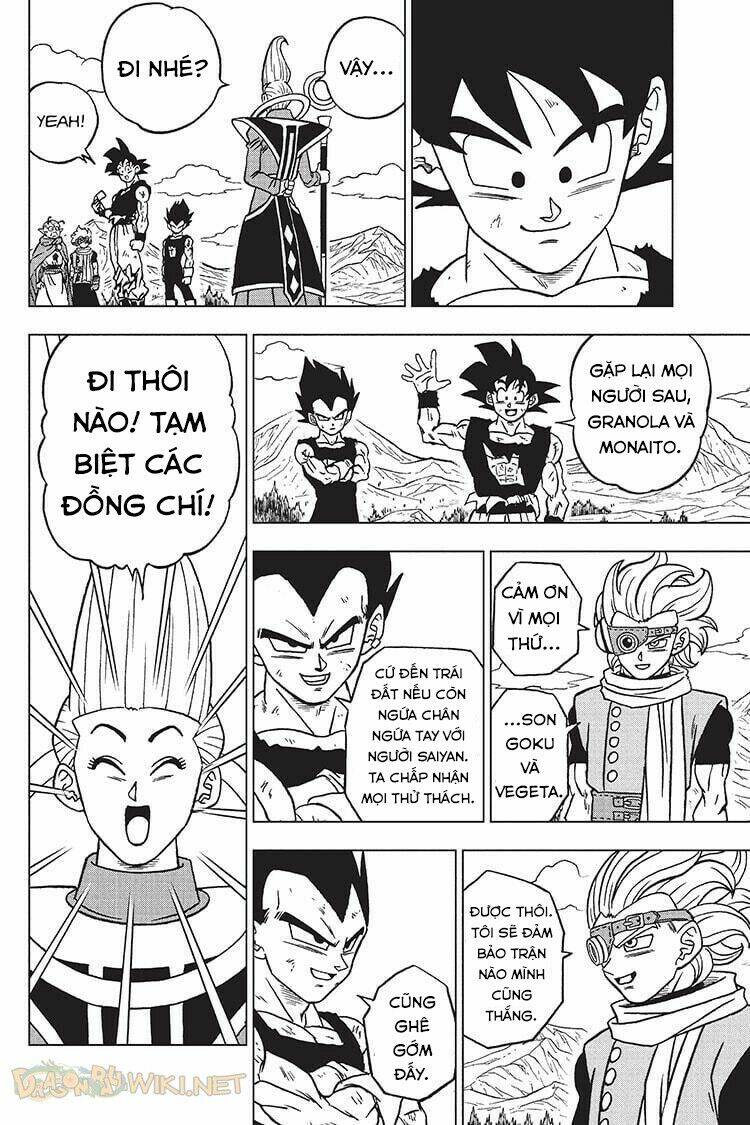 VẬY...
ĐI NHÉ?
YEAH!
GẶP LẠI MỌI
NGƯỜI SAU,
GRANOLA VÀ
MONAITO.
CẢM ƠN
VÌ MỌI
THỨ...
...SON
GOKU
VÀ
VEGETA.
CỨ ĐẾN TRÁI
ĐẤT NẾU CÒN
NGỨA CHÂN
NGỨA TAY VỚI
NGƯỜI SAIYAN.
TA CHẤP NHẬN
MỌI THỬ THÁCH.
ĐƯỢC THÔI.
TÔI SẼ ĐẢM
BẢO TRẬN
NÀO MÌNH
CŨNG
THẮNG.
CŨNG
GHÊ
GỚM
ĐẤY.
ĐI THÔI
NÀO! TẠM
BIỆT CÁC
ĐỒNG CHÍ!
DRAGON BALL WIKI.NET